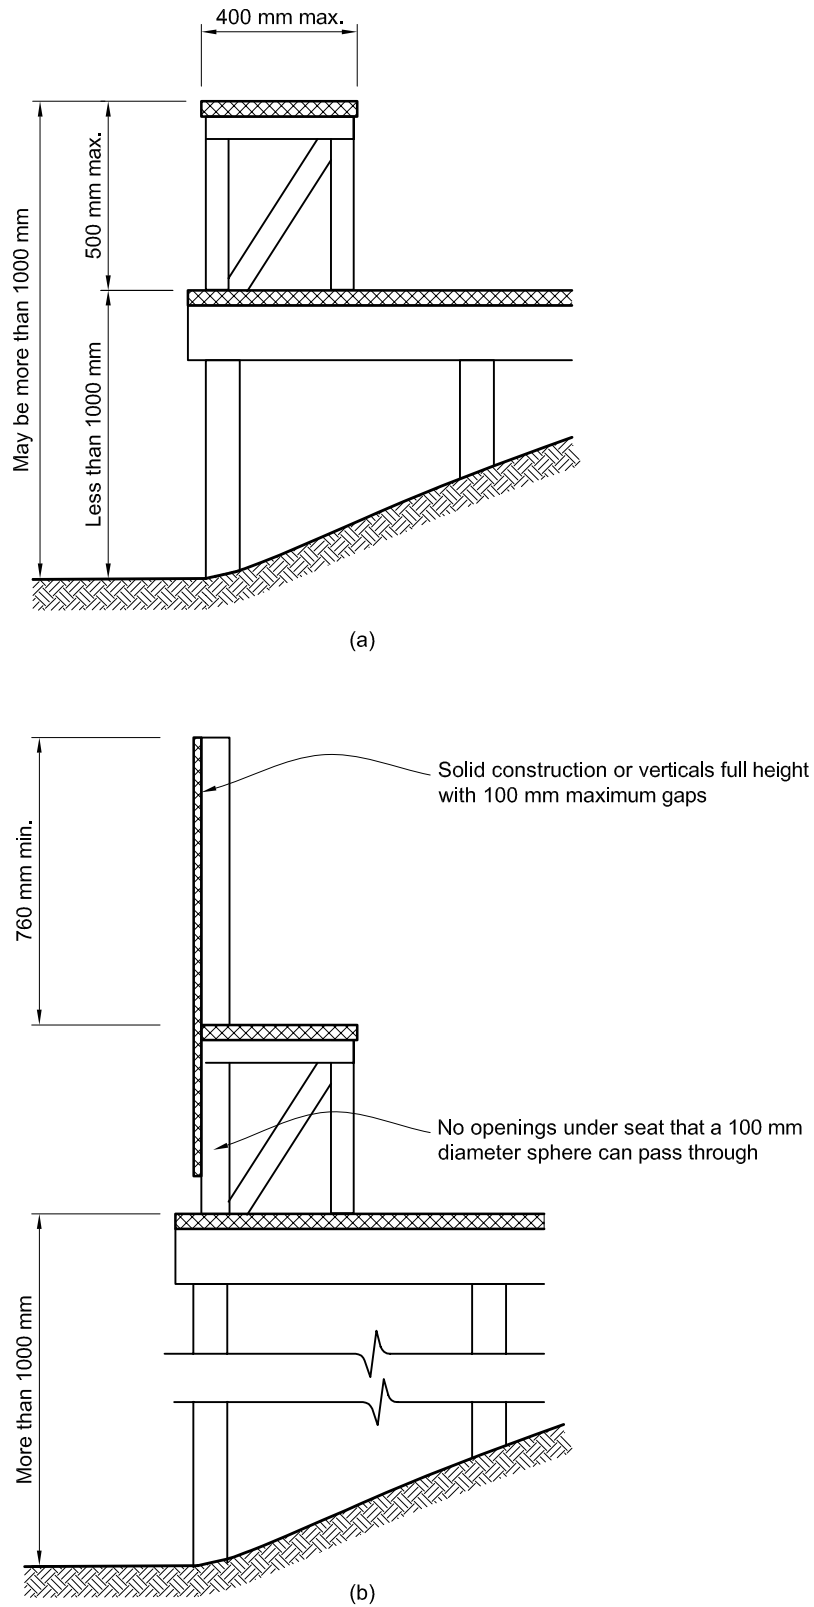 400 mm max.
May be more than 1000 mm
500 mm max.
Less than 1000 mm
(a)
760 mm min.
Solid construction or verticals full height
with 100 mm maximum gaps
No openings under seat that a 100 mm
diameter sphere can pass through
More than 1000 mm
(b)